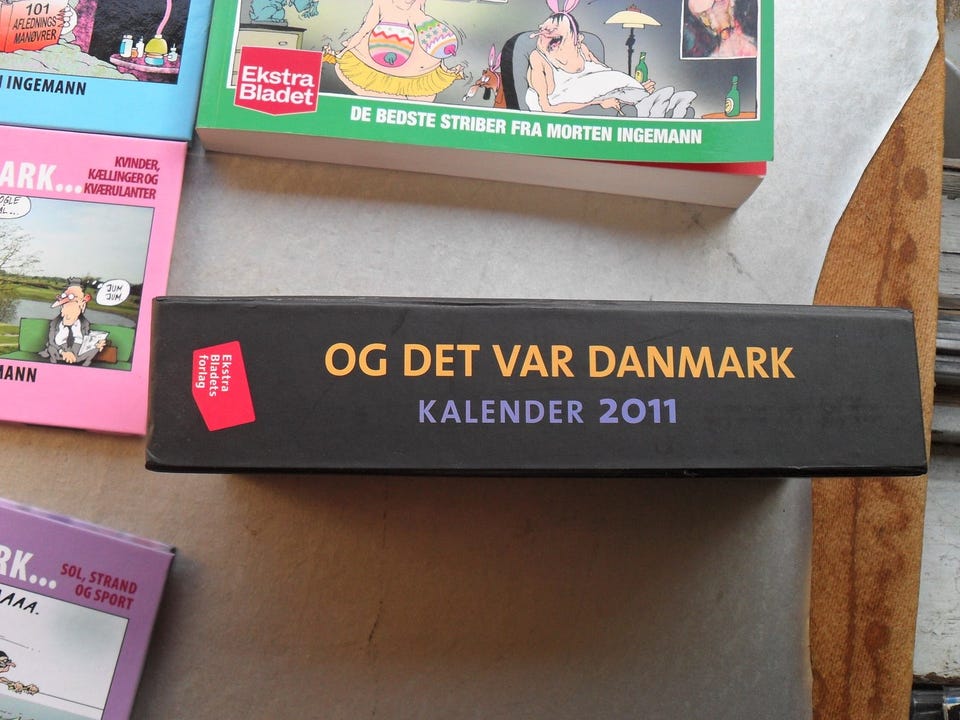 101
AFLEDNINGS
MANØVRER
INGEMANN
Ekstra
Bladet
DE BEDSTE STRIBER FRA MORTEN INGEMANN
ARK...
KVINDER,
KÆLLINGER OG
KVÆRULANTER
JUM
JUM
MANN
Ekstra
Bladets
forlag
OG DET VAR DANMARK
KALENDER 2011
RK...
SOL, STRAND
OG SPORT
AAA.